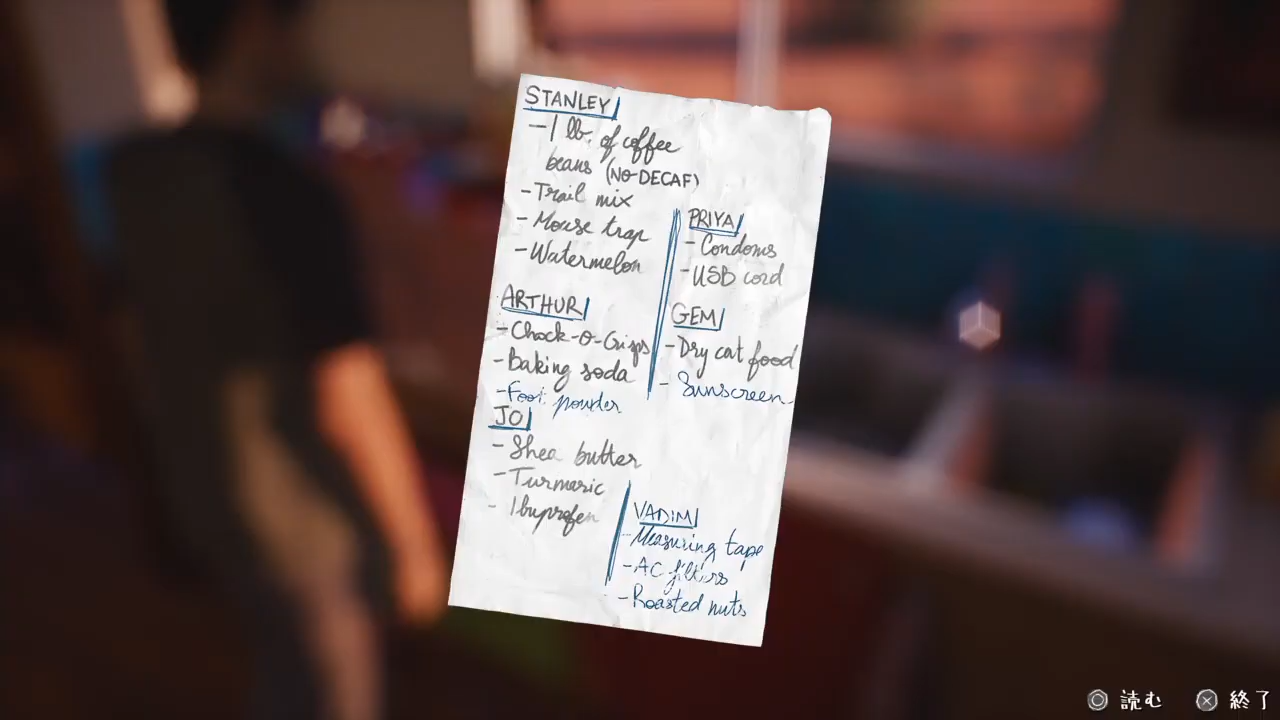 STANLEY
- 1 lb. of coffee
beans (NO DECAF)
- Trail mix
- Mouse trap
- Watermelon
ARTHUR
- Chock-O-Crisps
- Baking soda
- Foot powder
JO
- Shea butter
- Turmeric
- Ibuprofen
PRIYA
- Condoms
- USB cord
GEM
- Dry cat food
- Sunscreen
VADIM
- Measuring tape
- AC filters
- Roasted nuts
読む
終了